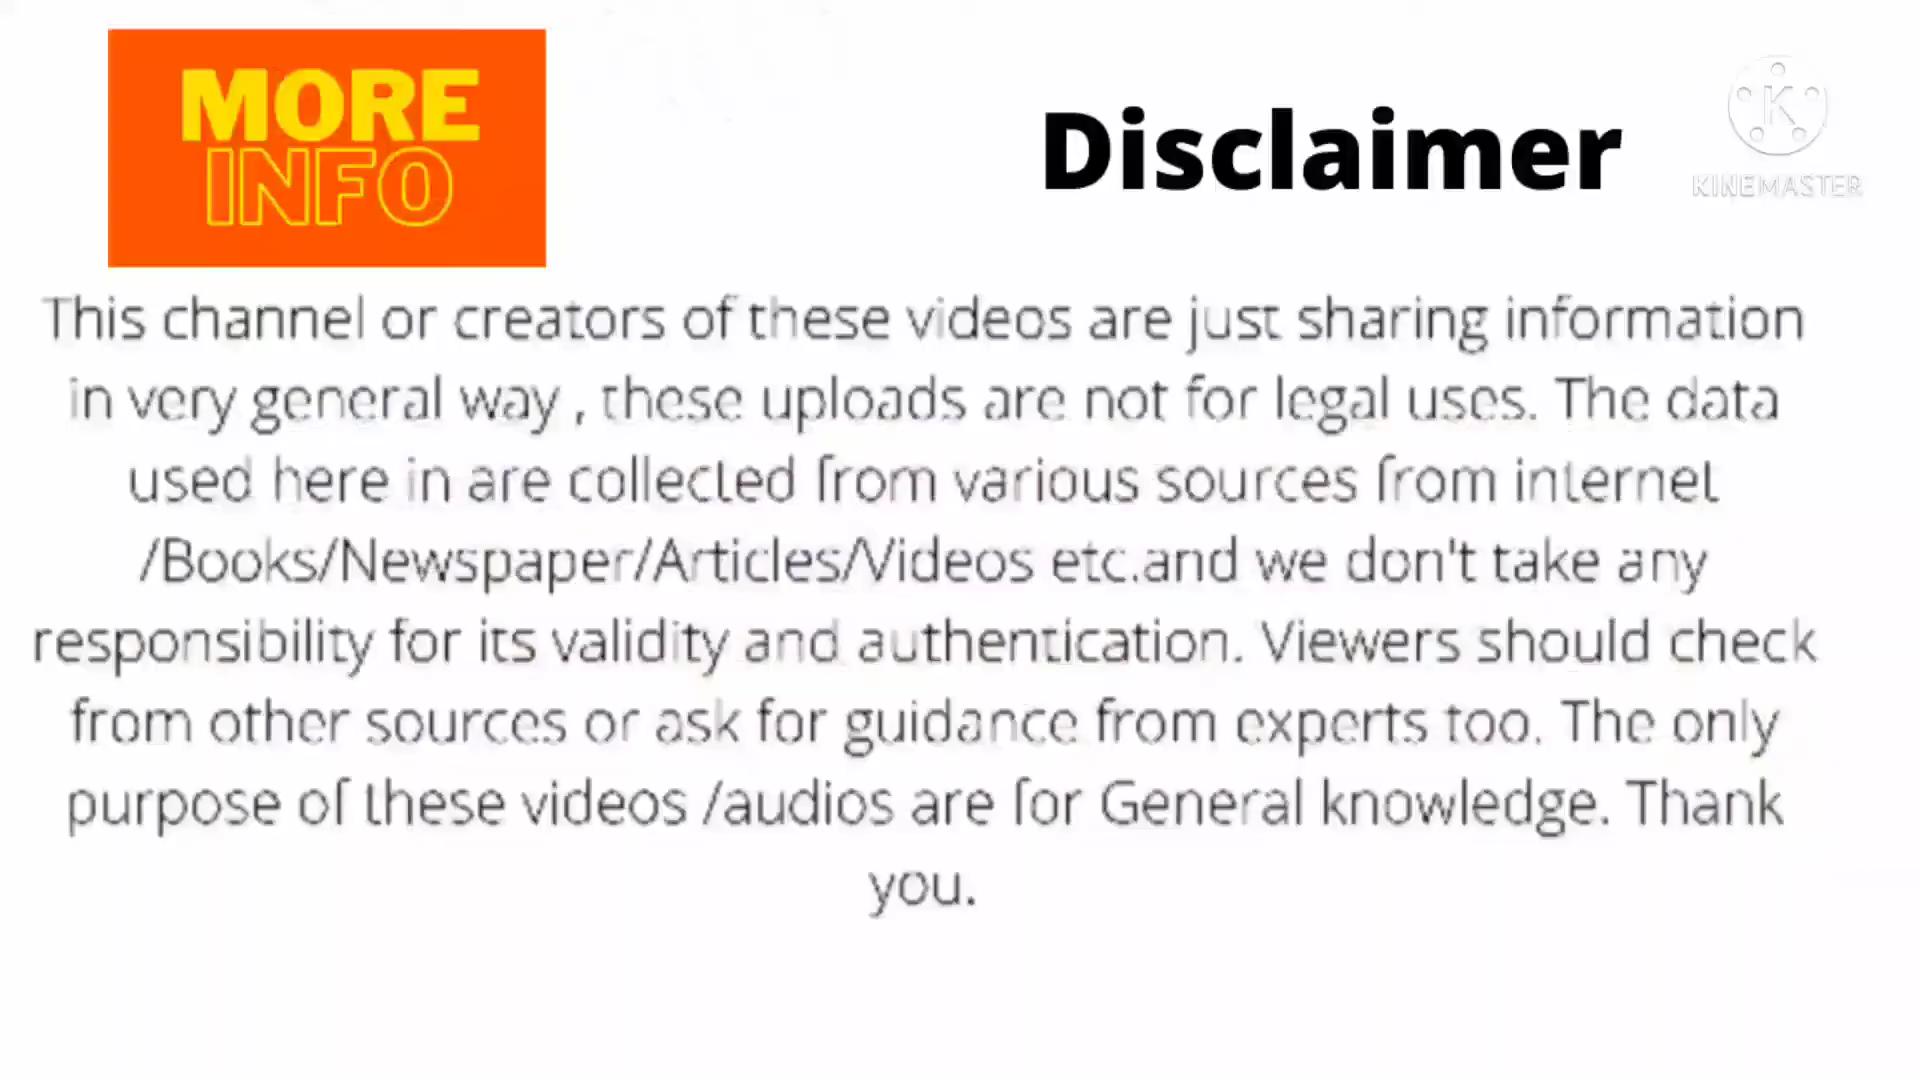 MORE
INFO
Disclaimer
K
KINEMASTER
This channel or creators of these videos are just sharing information
in very general way , these uploads are not for legal uses. The data
used here in are collected from various sources from internet
/Books/Newspaper/Articles/Videos etc.and we don't take any
responsibility for its validity and authentication. Viewers should check
from other sources or ask for guidance from experts too. The only
purpose of these videos /audios are for General knowledge. Thank
you.